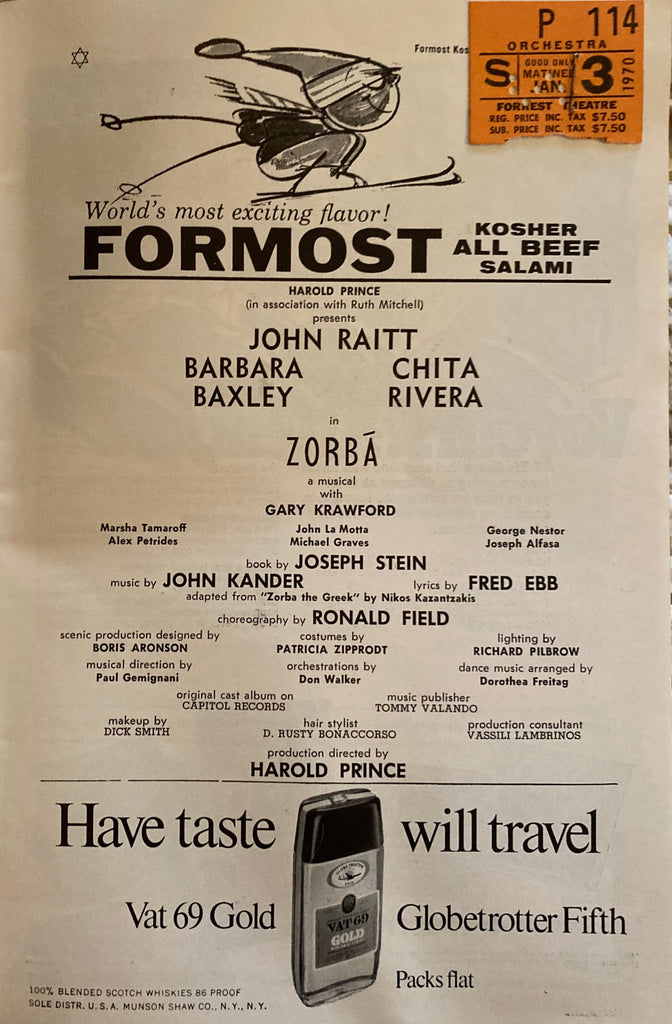 Formost Kos
P 114
ORCHESTRA
S. GOOD ONLY MATINEE JAN. 3 1970
FORREST THEATRE
REG. PRICE INC. TAX $7.50
SUB. PRICE INC. TAX $7.50
World's most exciting flavor!
FORMOST KOSHER ALL BEEF SALAMI
HAROLD PRINCE
(in association with Ruth Mitchell)
presents
JOHN RAITT
BARBARA BAXLEY
CHITA RIVERA
in
ZORBÁ
a musical
with
GARY KRAWFORD
Marsha Tamaroff John La Motta George Nestor
Alex Petrides Michael Graves Joseph Alfasa
book by JOSEPH STEIN
music by JOHN KANDER lyrics by FRED EBB
adapted from "Zorba the Greek" by Nikos Kazantzakis
choreography by RONALD FIELD
scenic production designed by costumes by lighting by
BORIS ARONSON PATRICIA ZIPPRODT RICHARD PILBROW
musical direction by orchestrations by dance music arranged by
Paul Gemignani Don Walker Dorothea Freitag
original cast album on music publisher
CAPITOL RECORDS TOMMY VALANDO
makeup by hair stylist production consultant
DICK SMITH D. RUSTY BONACCORSO VASSILI LAMBRINOS
production directed by
HAROLD PRINCE
Have taste will travel
VAT 69
GOLD
Vat 69 Gold Globetrotter Fifth
Packs flat
100% BLENDED SCOTCH WHISKIES 86 PROOF
SOLE DISTR. U.S.A. MUNSON SHAW CO., N.Y., N.Y.